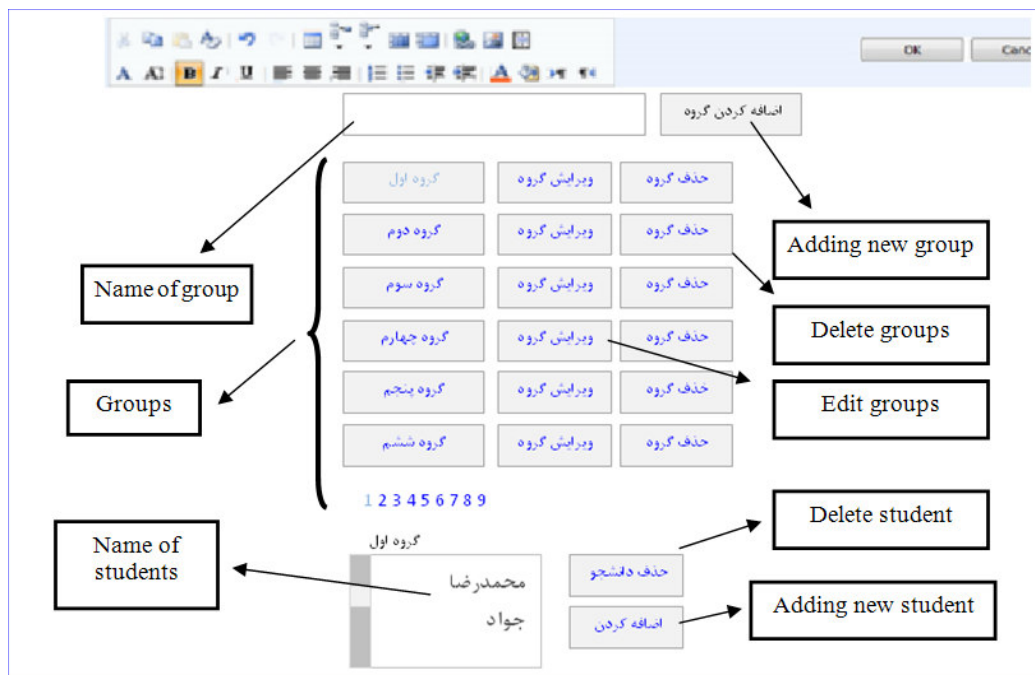 OK Canc
اضافه کردن گروه
Name of group
Adding new group
گروه اول ویرایش گروه حذف گروه
گروه دوم ویرایش گروه حذف گروه
گروه سوم ویرایش گروه حذف گروه
گروه چهارم ویرایش گروه حذف گروه
گروه پنجم ویرایش گروه حذف گروه
گروه ششم ویرایش گروه حذف گروه
Delete groups
Edit groups
Groups
1 2 3 4 5 6 7 8 9
Name of
students
گروه اول
محمدرضا
جواد
حذف دانشجو
اضافه کردن
Delete student
Adding new student